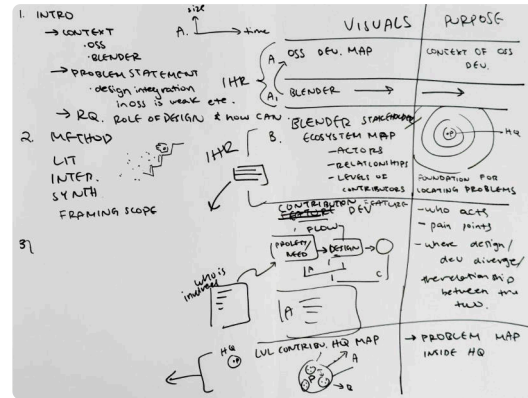 1. INTRO
→ CONTEXT
· OSS
· BLENDER
→ PROBLEM STATEMENT
· design integration
in OSS is weak etc.
→ RQ. ROLE OF DESIGN & HOW CAN
2. METHOD
LIT
INTER.
SYNTH
FRAMING SCOPE
3)
size
A.
→ time
VISUALS
PURPOSE
1HR
A. OSS DEV. MAP
CONTEXT OF OSS
DEV.
A₁ BLENDER →
→
1HR
B. BLENDER STAKEHOLDER
ECOSYSTEM MAP
- ACTORS
- RELATIONSHIPS
- LEVELS OF
CONTRIBUTORS
HQ
HQ
FOUNDATION FOR
LOCATING PROBLEMS
CONTRIBUTION FEATURE
FEATURE DEV
FLOW
NEED
→ DESIGN →
A
C
who is
involved
A
- who acts
- pain points
- where design/
dev diverge/
the relationship
between the
two.
HQ
LVL CONTRIBU. HQ MAP
A
B
→ PROBLEM MAP
INSIDE HQ